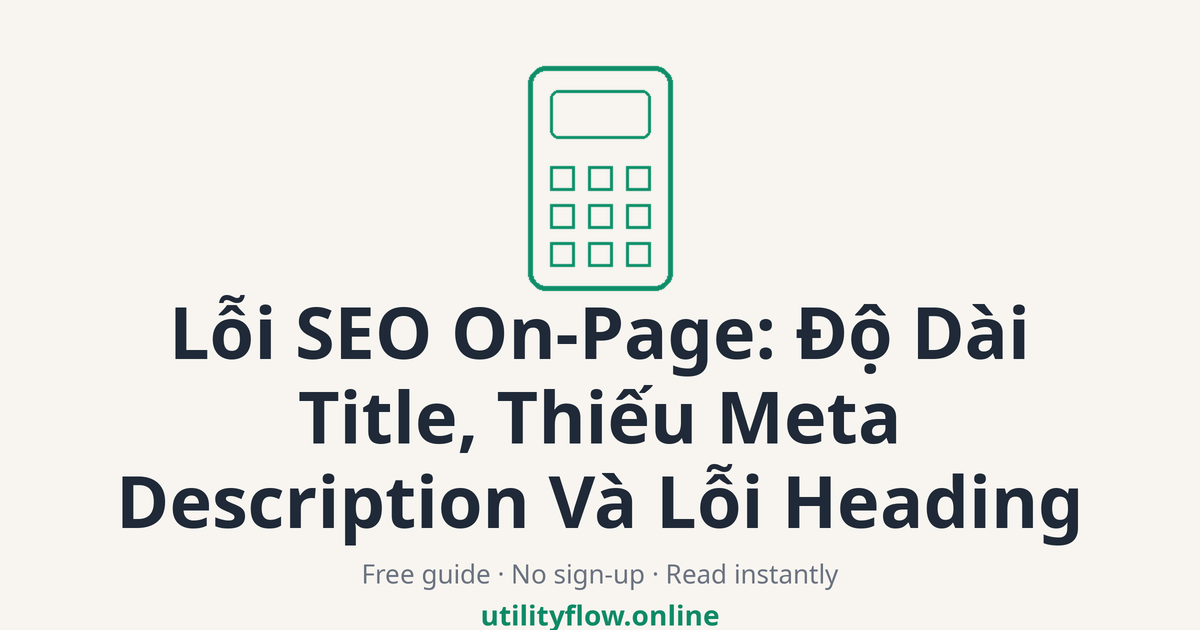 Lỗi SEO On-Page: Độ Dài
Title, Thiếu Meta
Description Và Lỗi Heading
Free guide · No sign-up · Read instantly
utilityflow.online